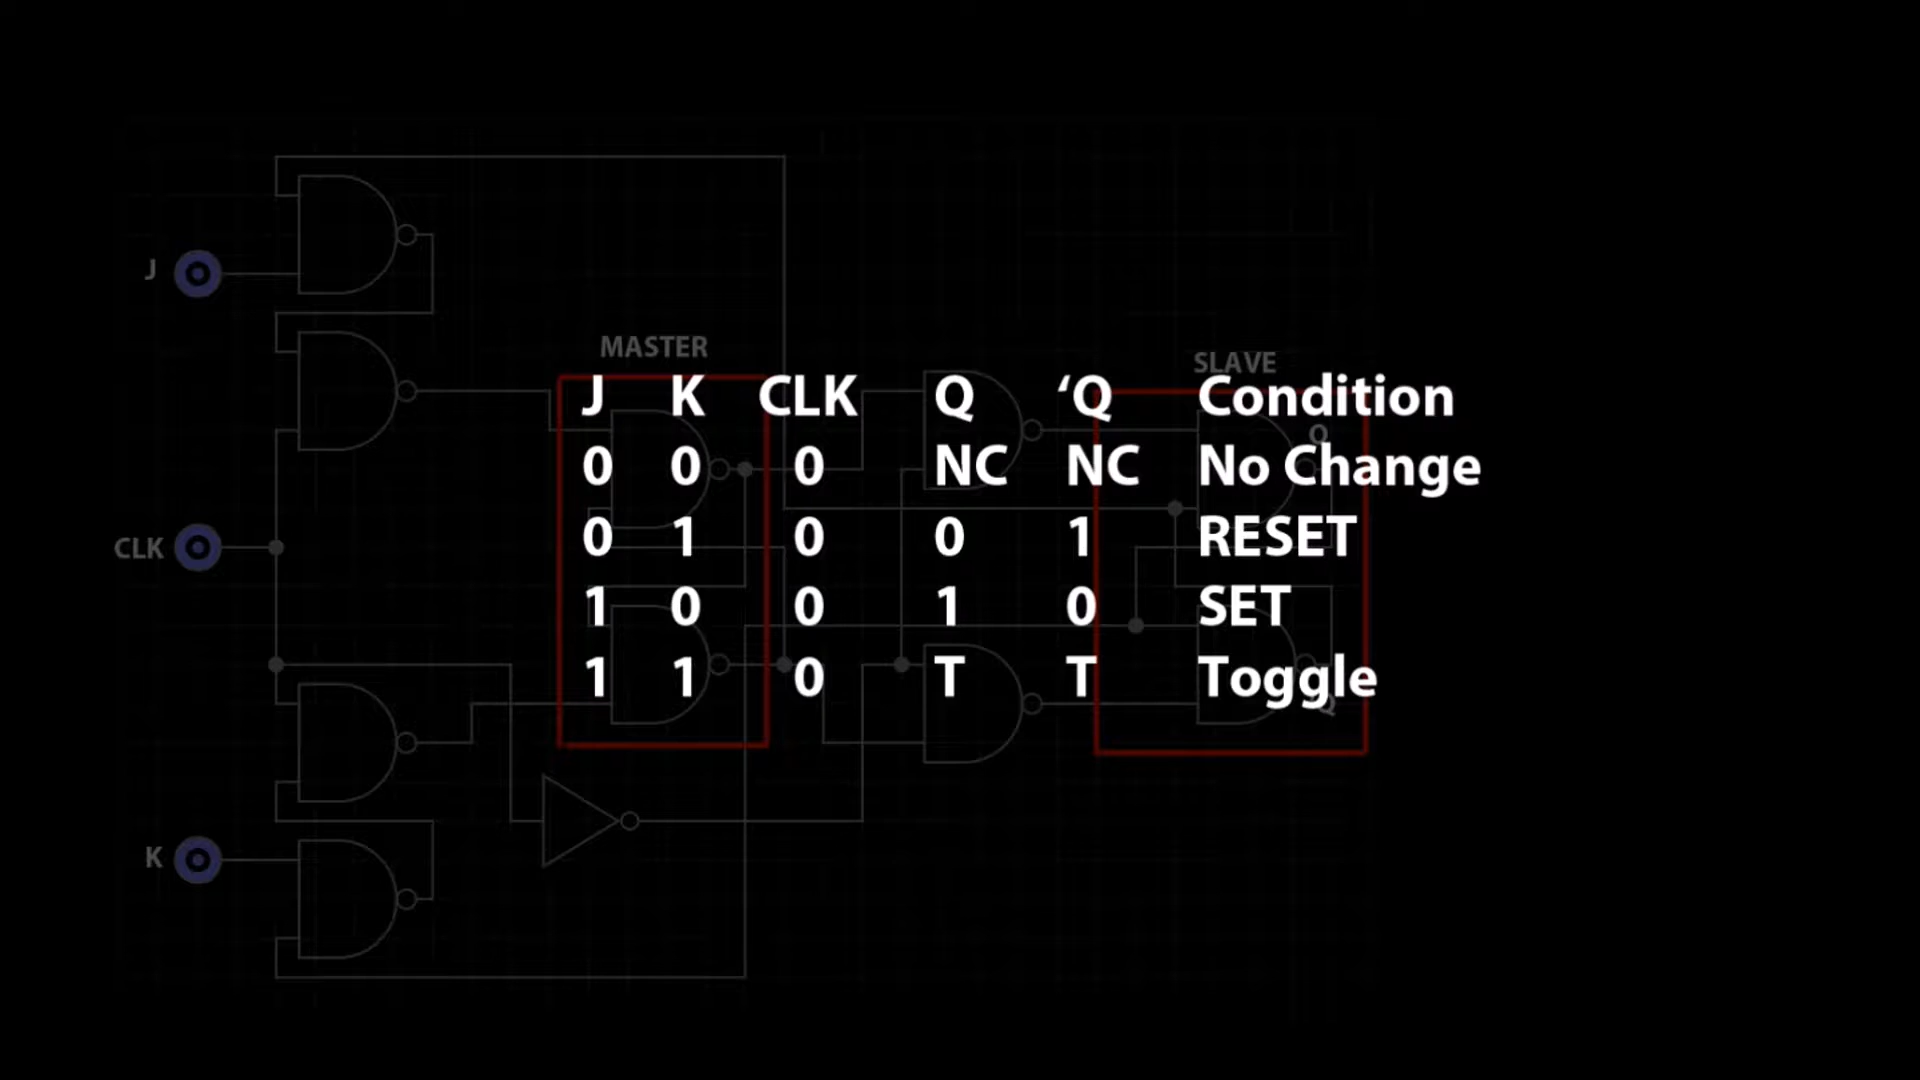 J
MASTER
SLAVE
J K CLK Q ‘Q Condition
Q
0 0 0 NC NC No Change
CLK
0 1 0 0 1 RESET
1 0 0 1 0 SET
1 1 0 T T Toggle
Q
K